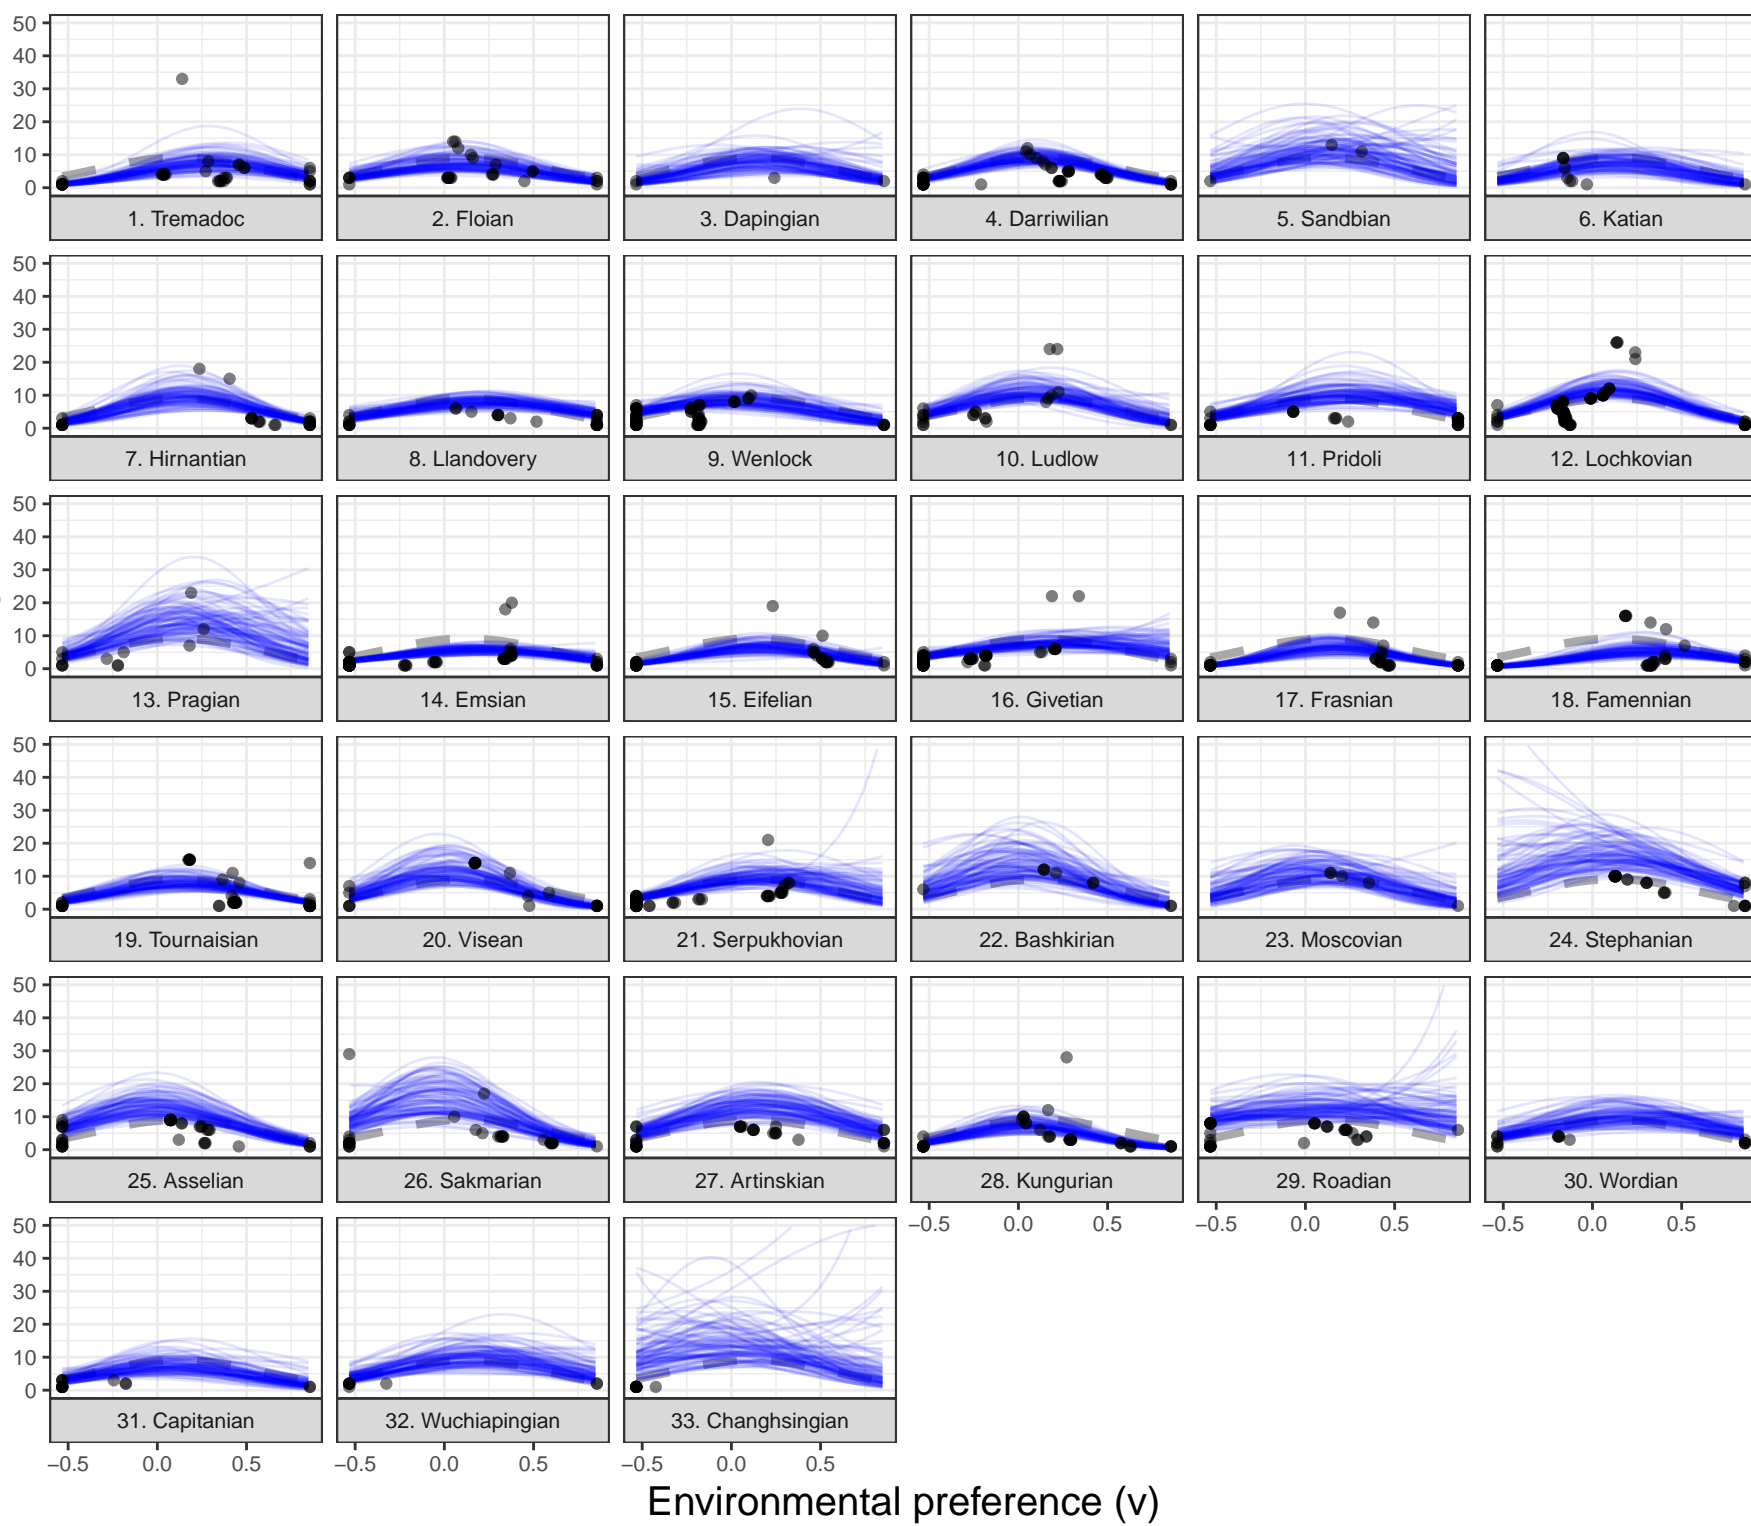 50
40
30
20
10
0
1. Tremadoc
2. Floian
3. Dapingian
4. Darriwilian
5. Sandbian
6. Katian
50
40
30
20
10
0
7. Hirnantian
8. Llandovery
9. Wenlock
10. Ludlow
11. Pridoli
12. Lochkovian
50
40
30
20
10
0
13. Pragian
14. Emsian
15. Eifelian
16. Givetian
17. Frasnian
18. Famennian
50
40
30
20
10
0
19. Tournaisian
20. Visean
21. Serpukhovian
22. Bashkirian
23. Moscovian
24. Stephanian
50
40
30
20
10
0
25. Asselian
26. Sakmarian
27. Artinskian
28. Kungurian
29. Roadian
30. Wordian
−0.5 0.0 0.5
−0.5 0.0 0.5
−0.5 0.0 0.5
50
40
30
20
10
0
31. Capitanian
32. Wuchiapingian
33. Changhsingian
−0.5 0.0 0.5
−0.5 0.0 0.5
−0.5 0.0 0.5
Environmental preference (v)